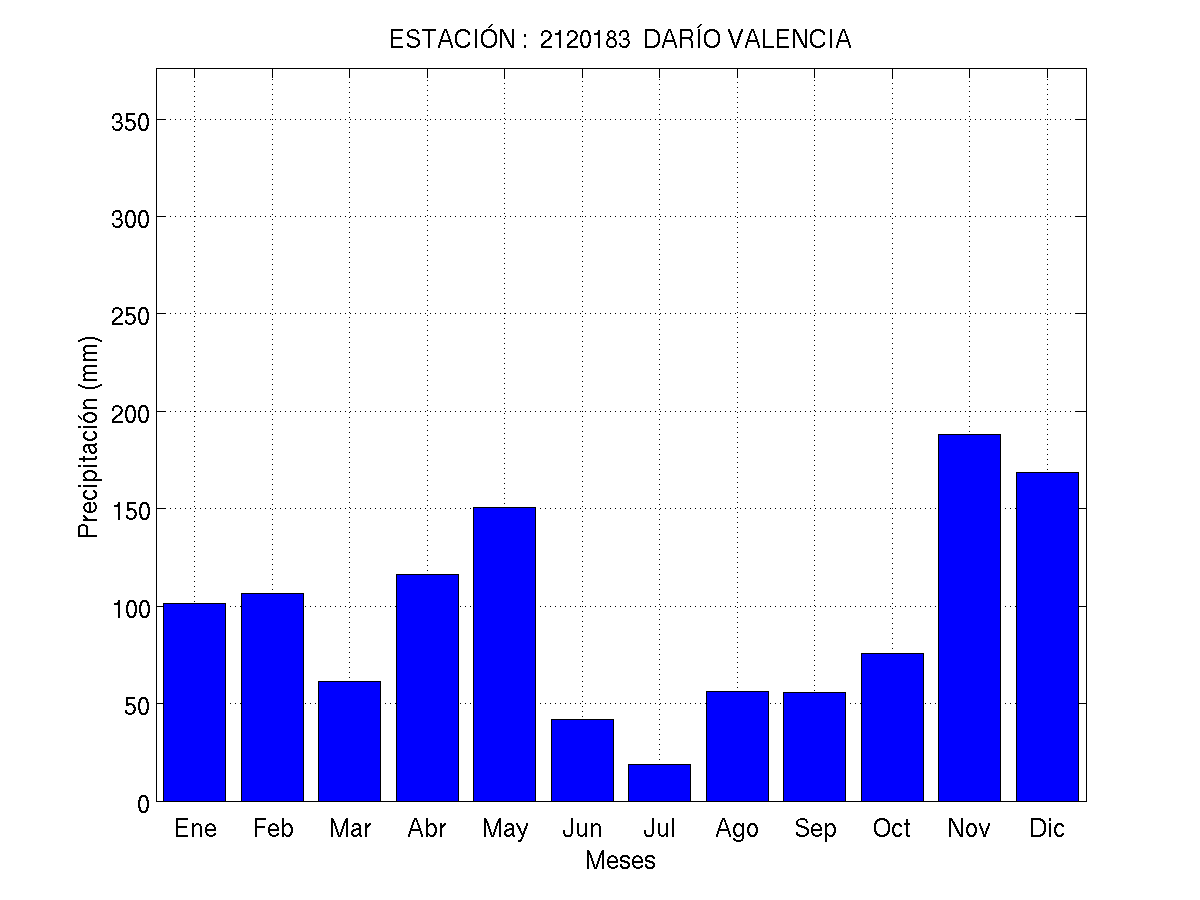 ESTACIÓN : 2120183 DARÍO VALENCIA
350
300
250
200
150
100
50
0
Precipitación (mm)
Ene Feb Mar Abr May Jun Jul Ago Sep Oct Nov Dic
Meses